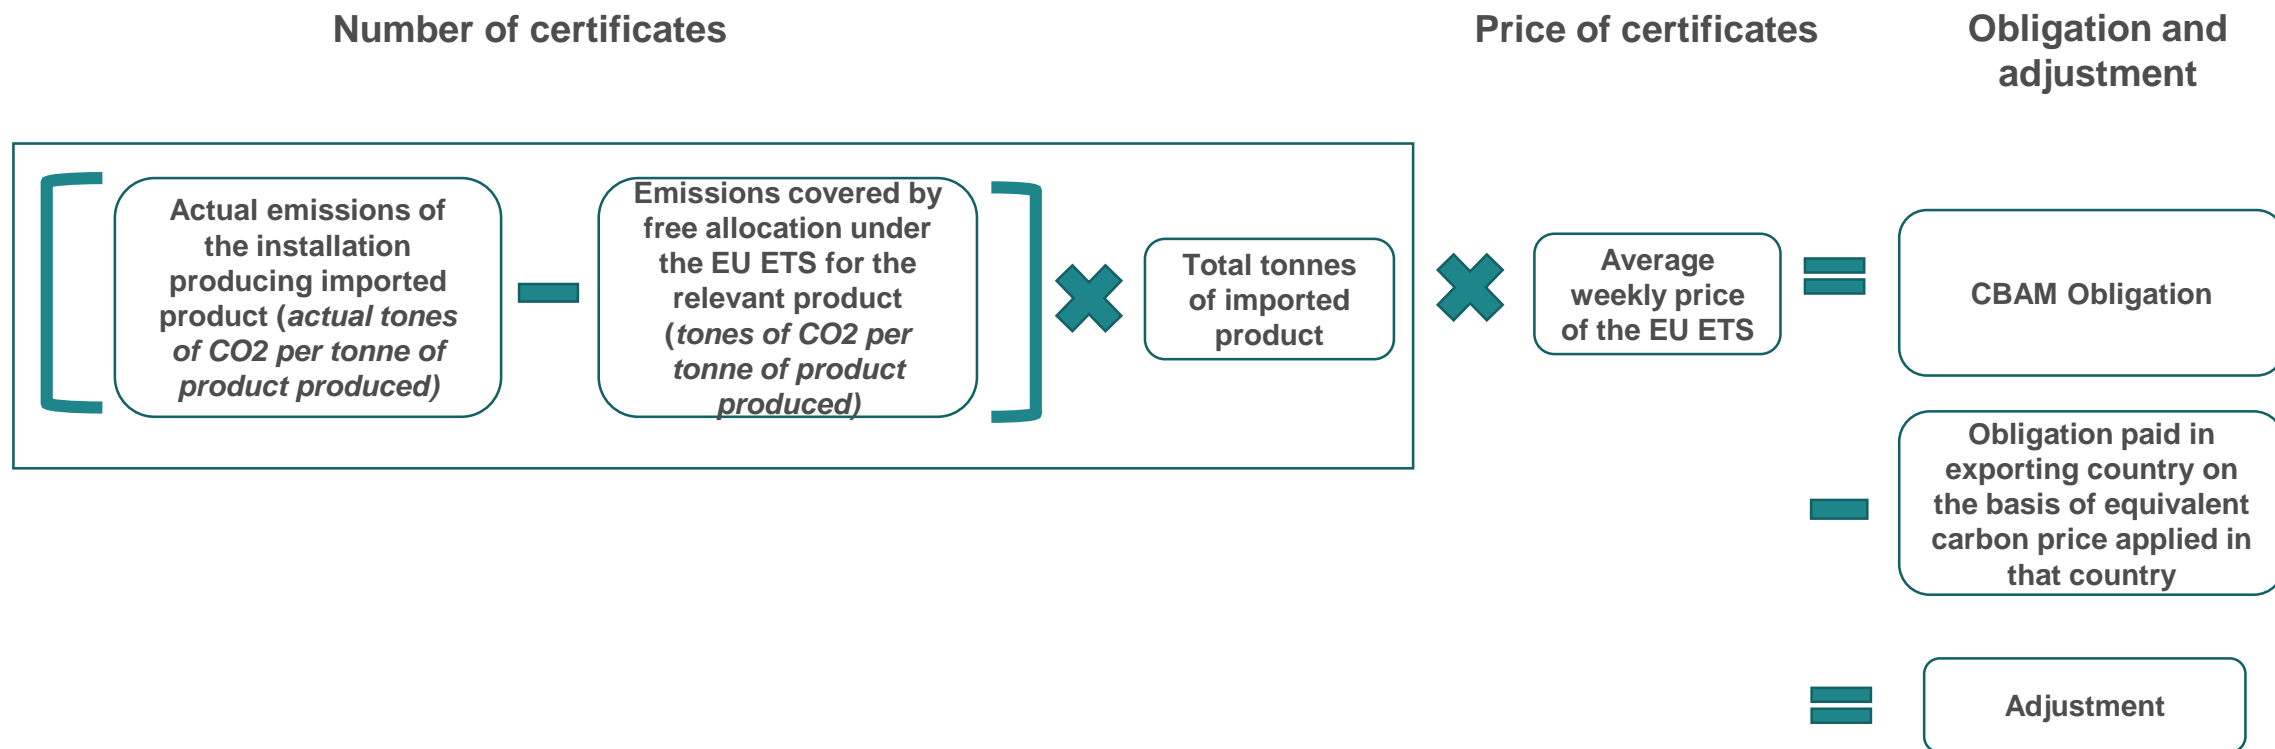 Number of certificates
Price of certificates
Obligation and
adjustment
Actual emissions of
the installation
producing imported
product (actual tones
of CO2 per tonne of
product produced)
Emissions covered by
free allocation under
the EU ETS for the
relevant product
(tones of CO2 per
tonne of product
produced)
Total tonnes
of imported
product
Average
weekly price
of the EU ETS
CBAM Obligation
Obligation paid in
exporting country on
the basis of equivalent
carbon price applied in
that country
Adjustment